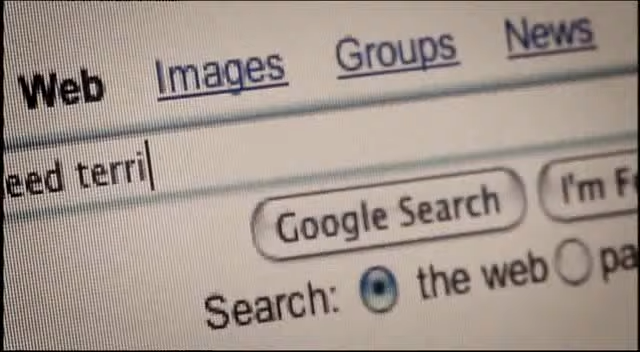 Web Images Groups News
eed terri
Google Search I'm F
Search: the web pa